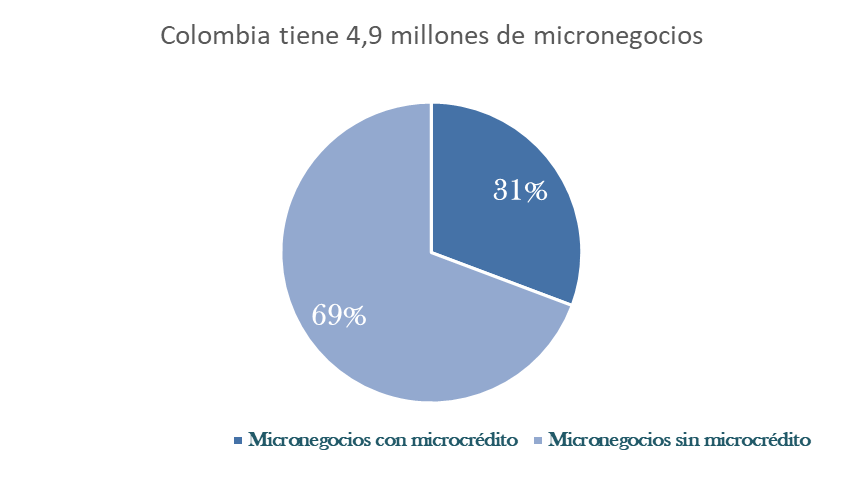 Colombia tiene 4,9 millones de micronegocios
31%
69%
Micronegocios con microcrédito
Micronegocios sin microcrédito